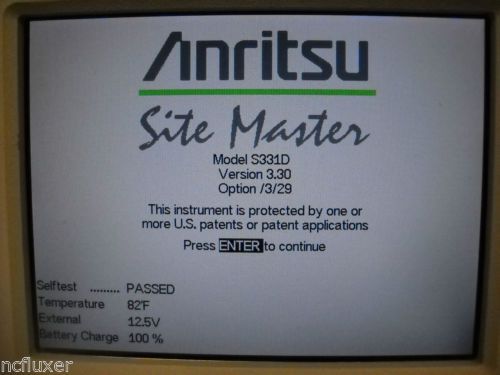 Anritsu
Site Master
Model S331D
Version 3.30
Option /3/29
This instrument is protected by one or
more U.S. patents or patent applications
Press ENTER to continue
Selftest ......... PASSED
Temperature 82°F
External 12.5V
Battery Charge 100 %
ncfluxer